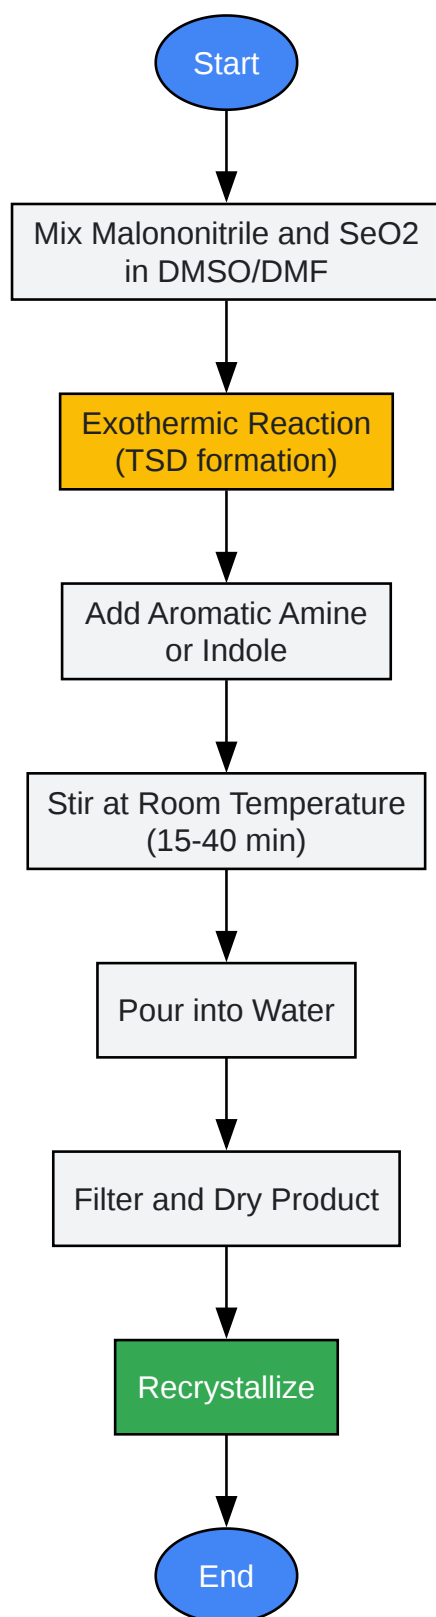 Start
Mix Malononitrile and SeO2
in DMSO/DMF
Exothermic Reaction
(TSD formation)
Add Aromatic Amine
or Indole
Stir at Room Temperature
(15-40 min)
Pour into Water
Filter and Dry Product
Recrystallize
End